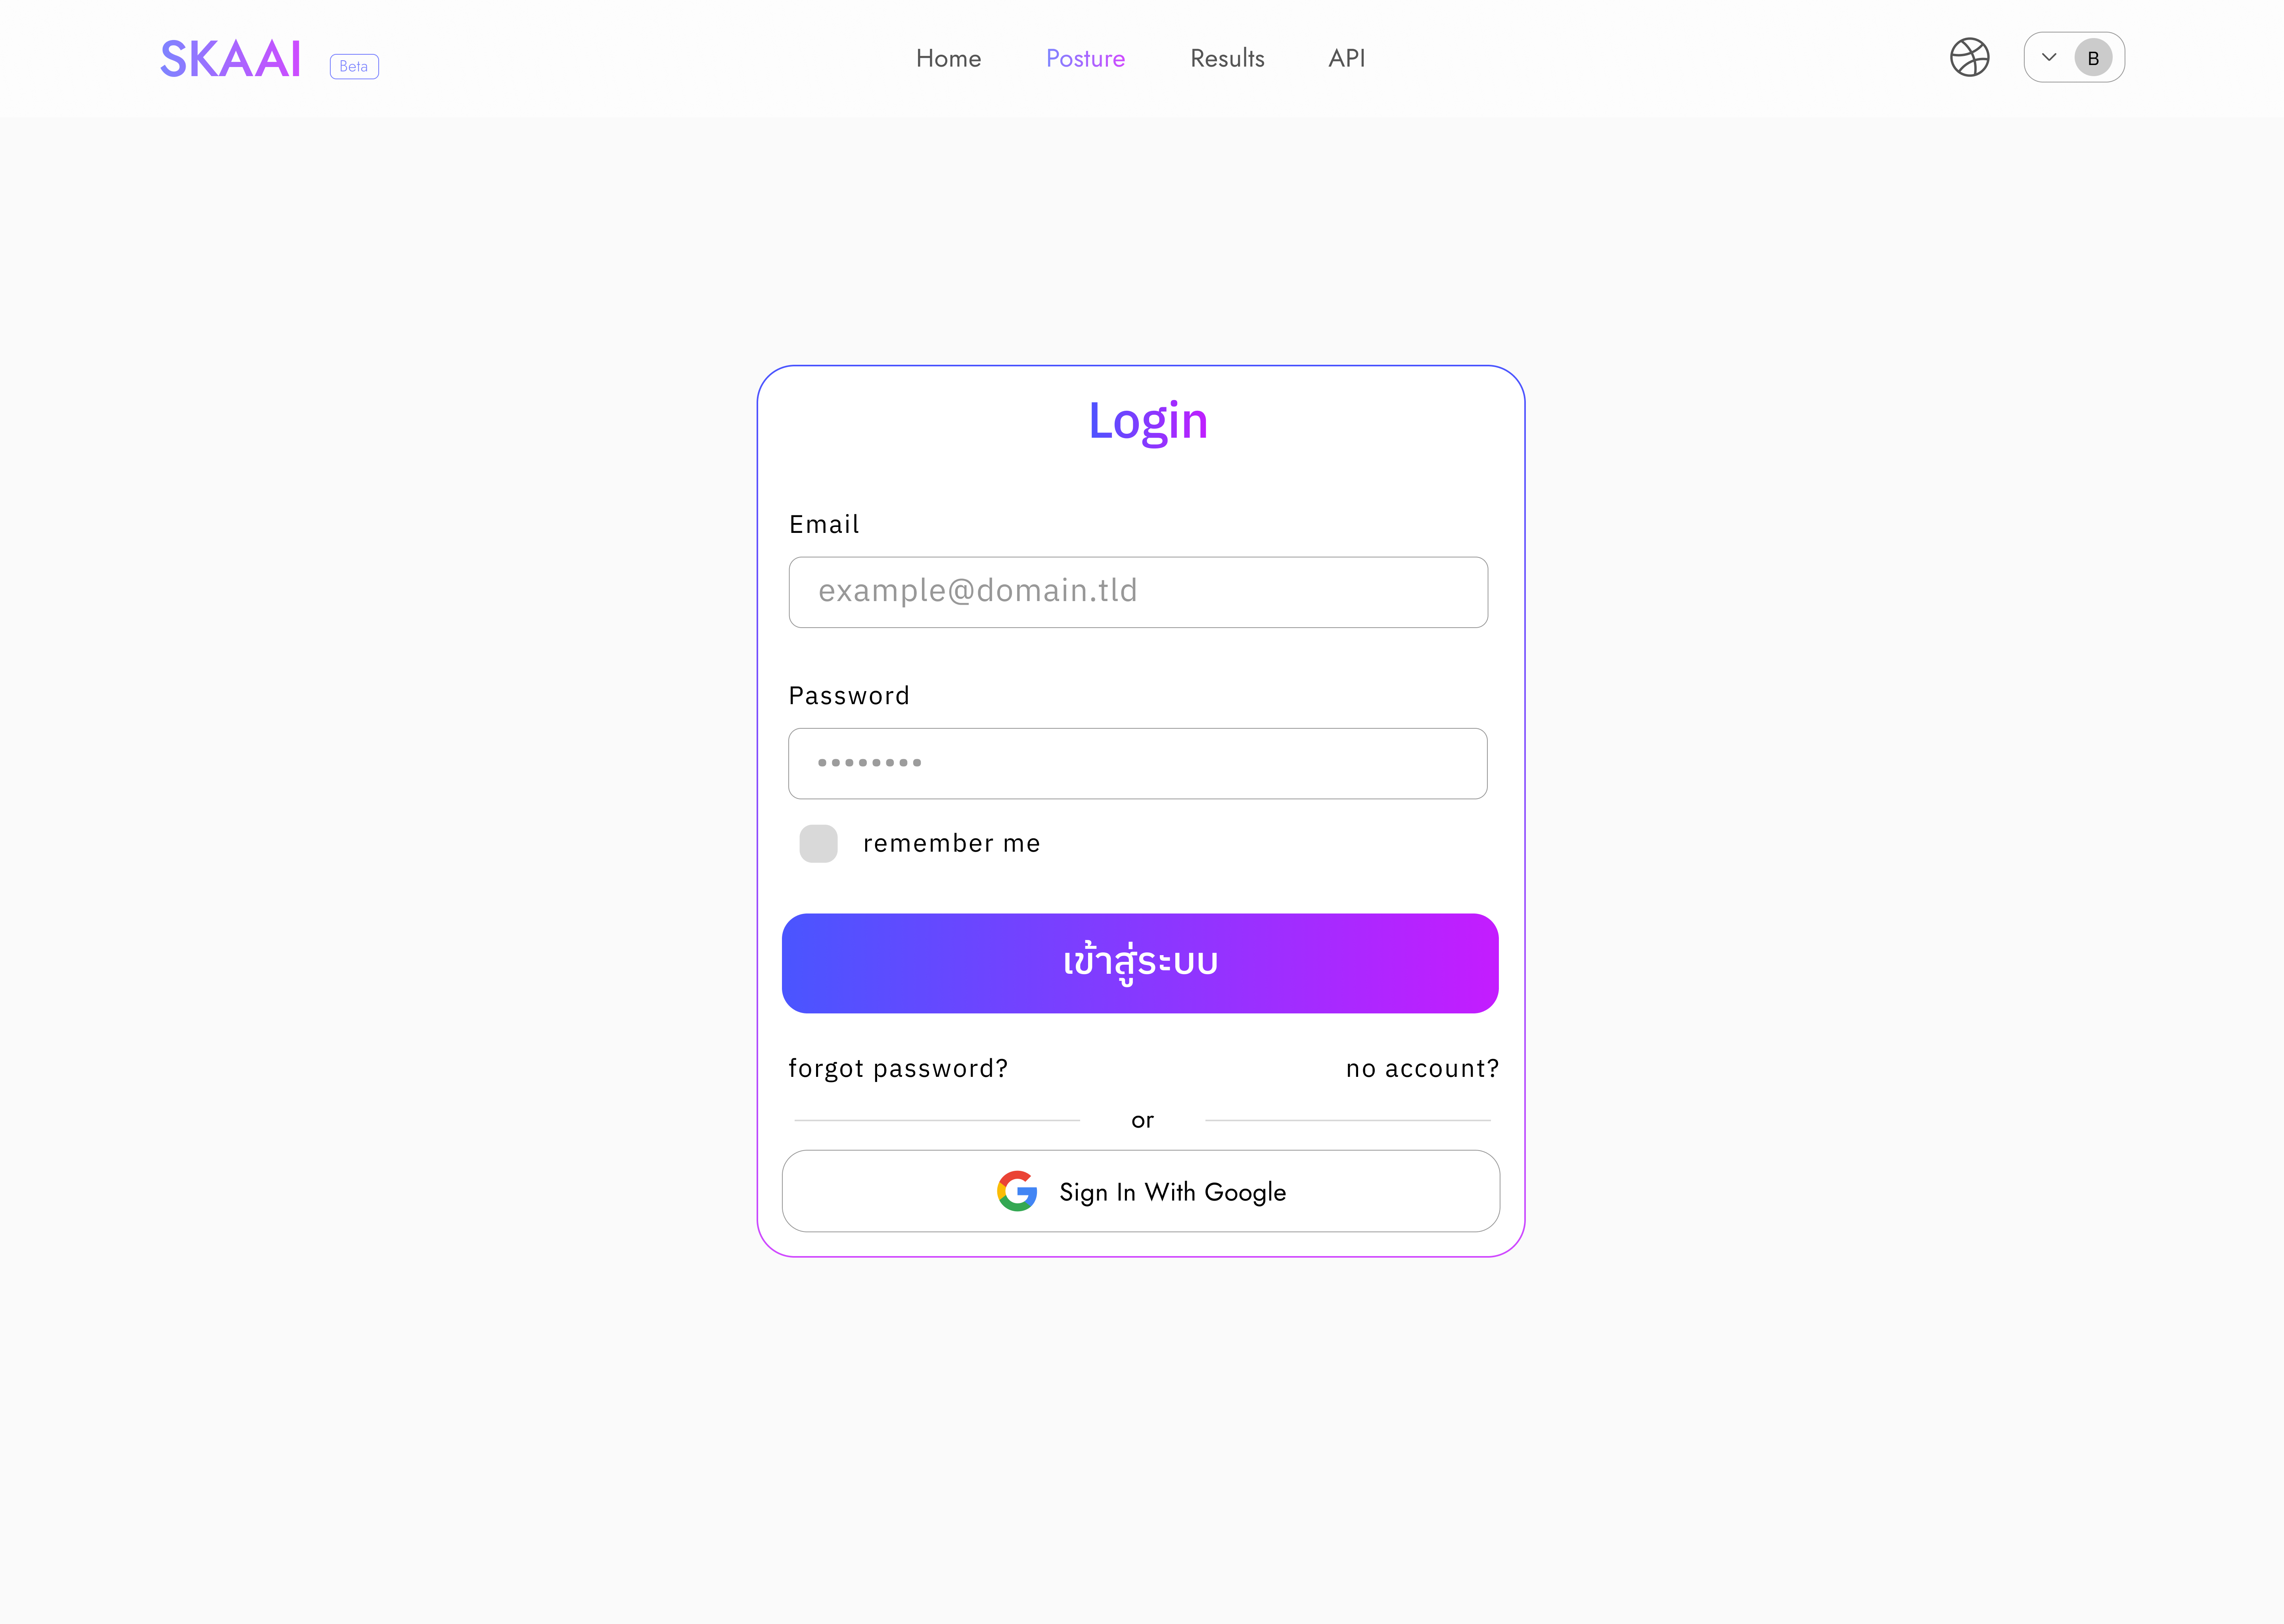 SKAAI Beta Home Posture Results API B
Login
Email
example@domain.tld
Password
••••••••
remember me
เข้าสู่ระบบ
forgot password? no account?
or
Sign In With Google